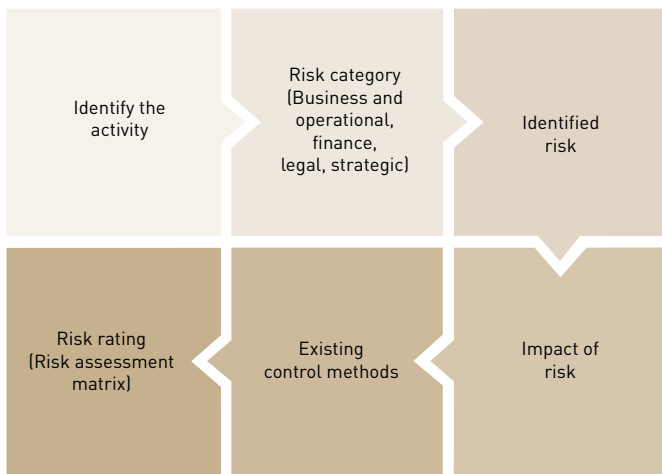 Identify the
activity
Risk category
(Business and
operational,
finance,
legal, strategic)
Identified
risk
Impact of
risk
Existing
control methods
Risk rating
(Risk assessment
matrix)